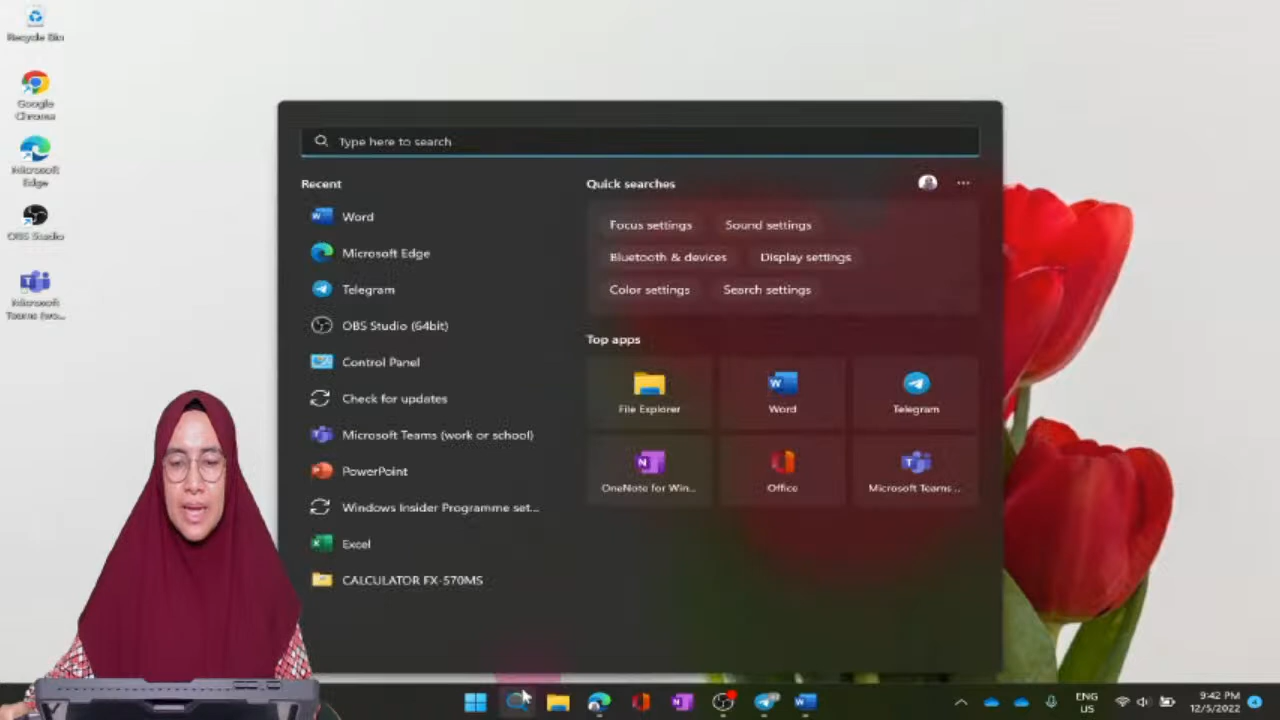 Recycle Bin
Google
Chrome
Microsoft
Edge
OBS Studio
Microsoft
Teams (wo...
Type here to search
Recent
Word
Microsoft Edge
Telegram
OBS Studio (64bit)
Control Panel
Check for updates
Microsoft Teams (work or school)
PowerPoint
Windows Insider Programme set...
Excel
CALCULATOR FX-570MS
Quick searches
Focus settings
Sound settings
Bluetooth & devices
Display settings
Color settings
Search settings
Top apps
File Explorer
Word
Telegram
OneNote for Win...
Office
Microsoft Teams...
ENG
US
9:42 PM
12/5/2022
4